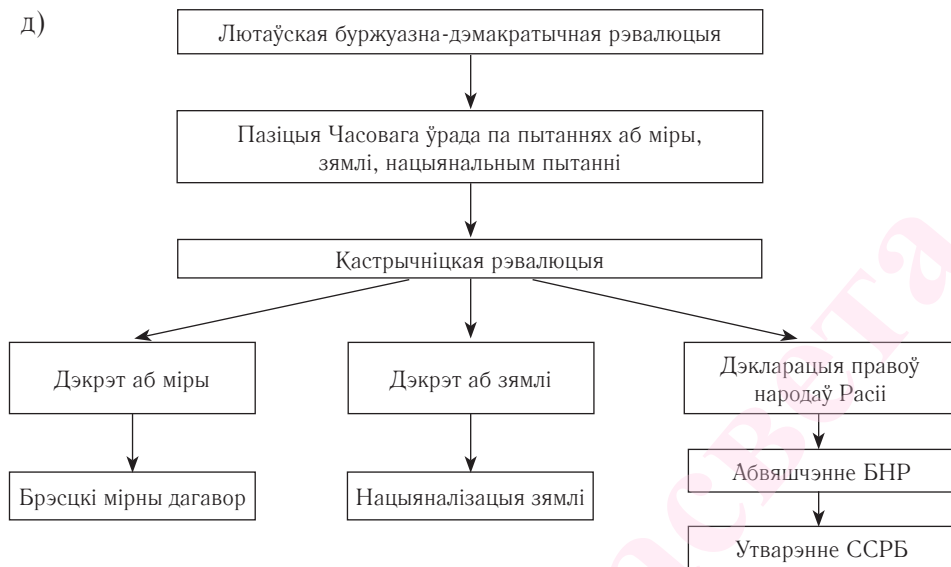 д)
Лютаўская буржуазна-дэмакратычная рэвалюцыя
Пазіцыя Часовага ўрада па пытаннях аб міры,
зямлі, нацыянальным пытанні
Кастрычніцкая рэвалюцыя
Дэкрэт аб міры
Дэкрэт аб зямлі
Дэкларацыя правоў
народаў Расіі
Брэсцкі мірны дагавор
Нацыяналізацыя зямлі
Абвяшчэнне БНР
Утварэнне ССРБ
асвета